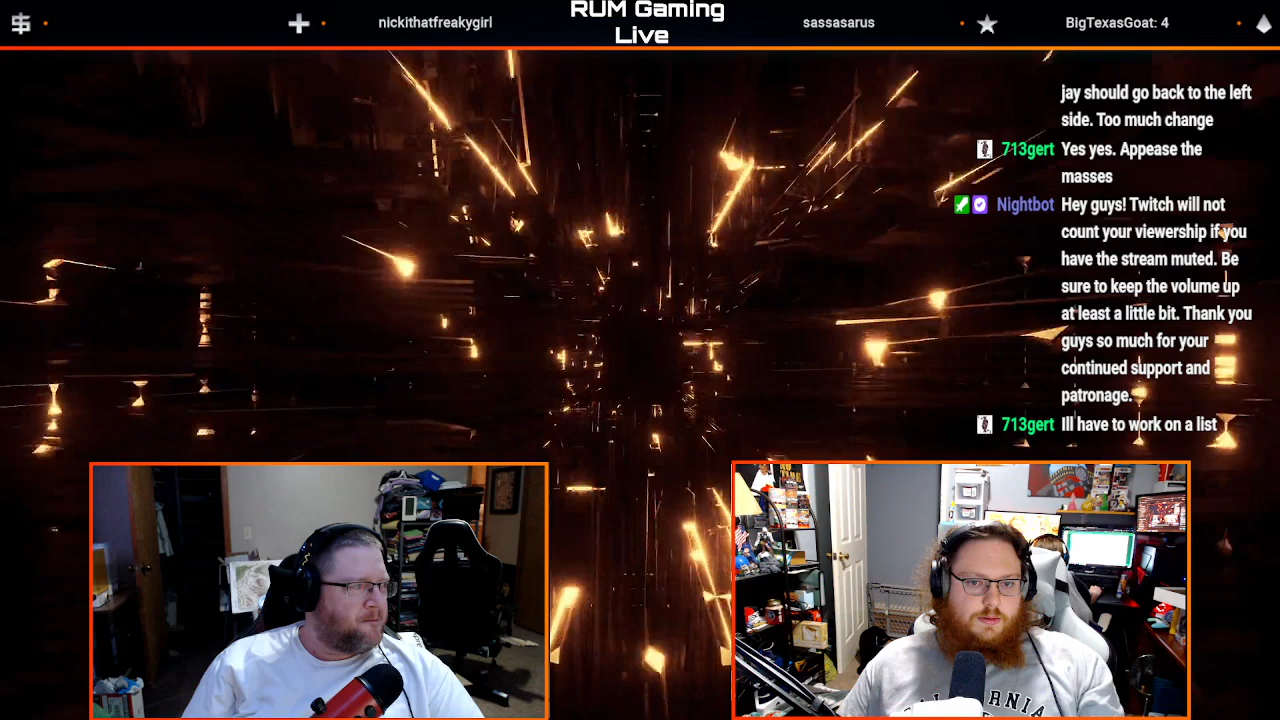 nickithatfreakygirl
RUM Gaming
Live
sassasarus
BigTexasGoat: 4
jay should go back to the left
side. Too much change
713gert Yes yes. Appease the
masses
Nightbot Hey guys! Twitch will not
count your viewership if you
have the stream muted. Be
sure to keep the volume up
at least a little bit. Thank you
guys so much for your
continued support and
patronage.
713gert Ill have to work on a list
CALIFORNIA